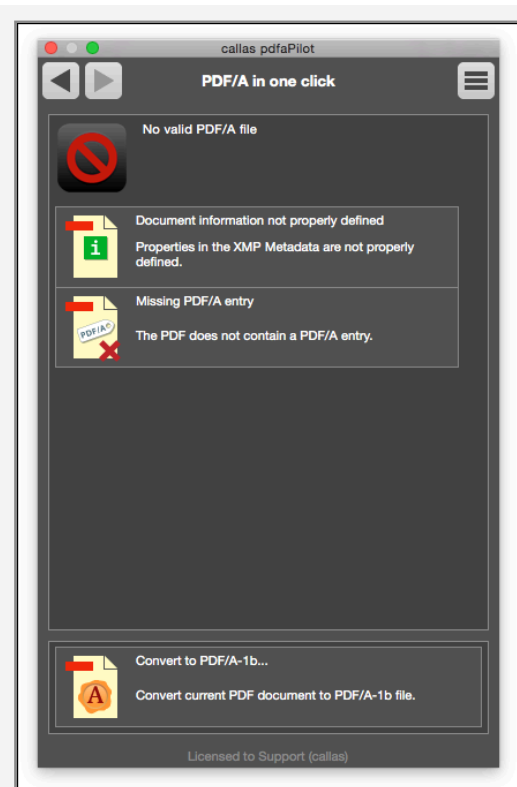 callas pdfaPilot
PDF/A in one click
No valid PDF/A file
Document information not properly defined
i
Properties in the XMP Metadata are not properly
defined.
Missing PDF/A entry
PDF/A
The PDF does not contain a PDF/A entry.
Convert to PDF/A-1b...
A
Convert current PDF document to PDF/A-1b file.
Licensed to Support (callas)